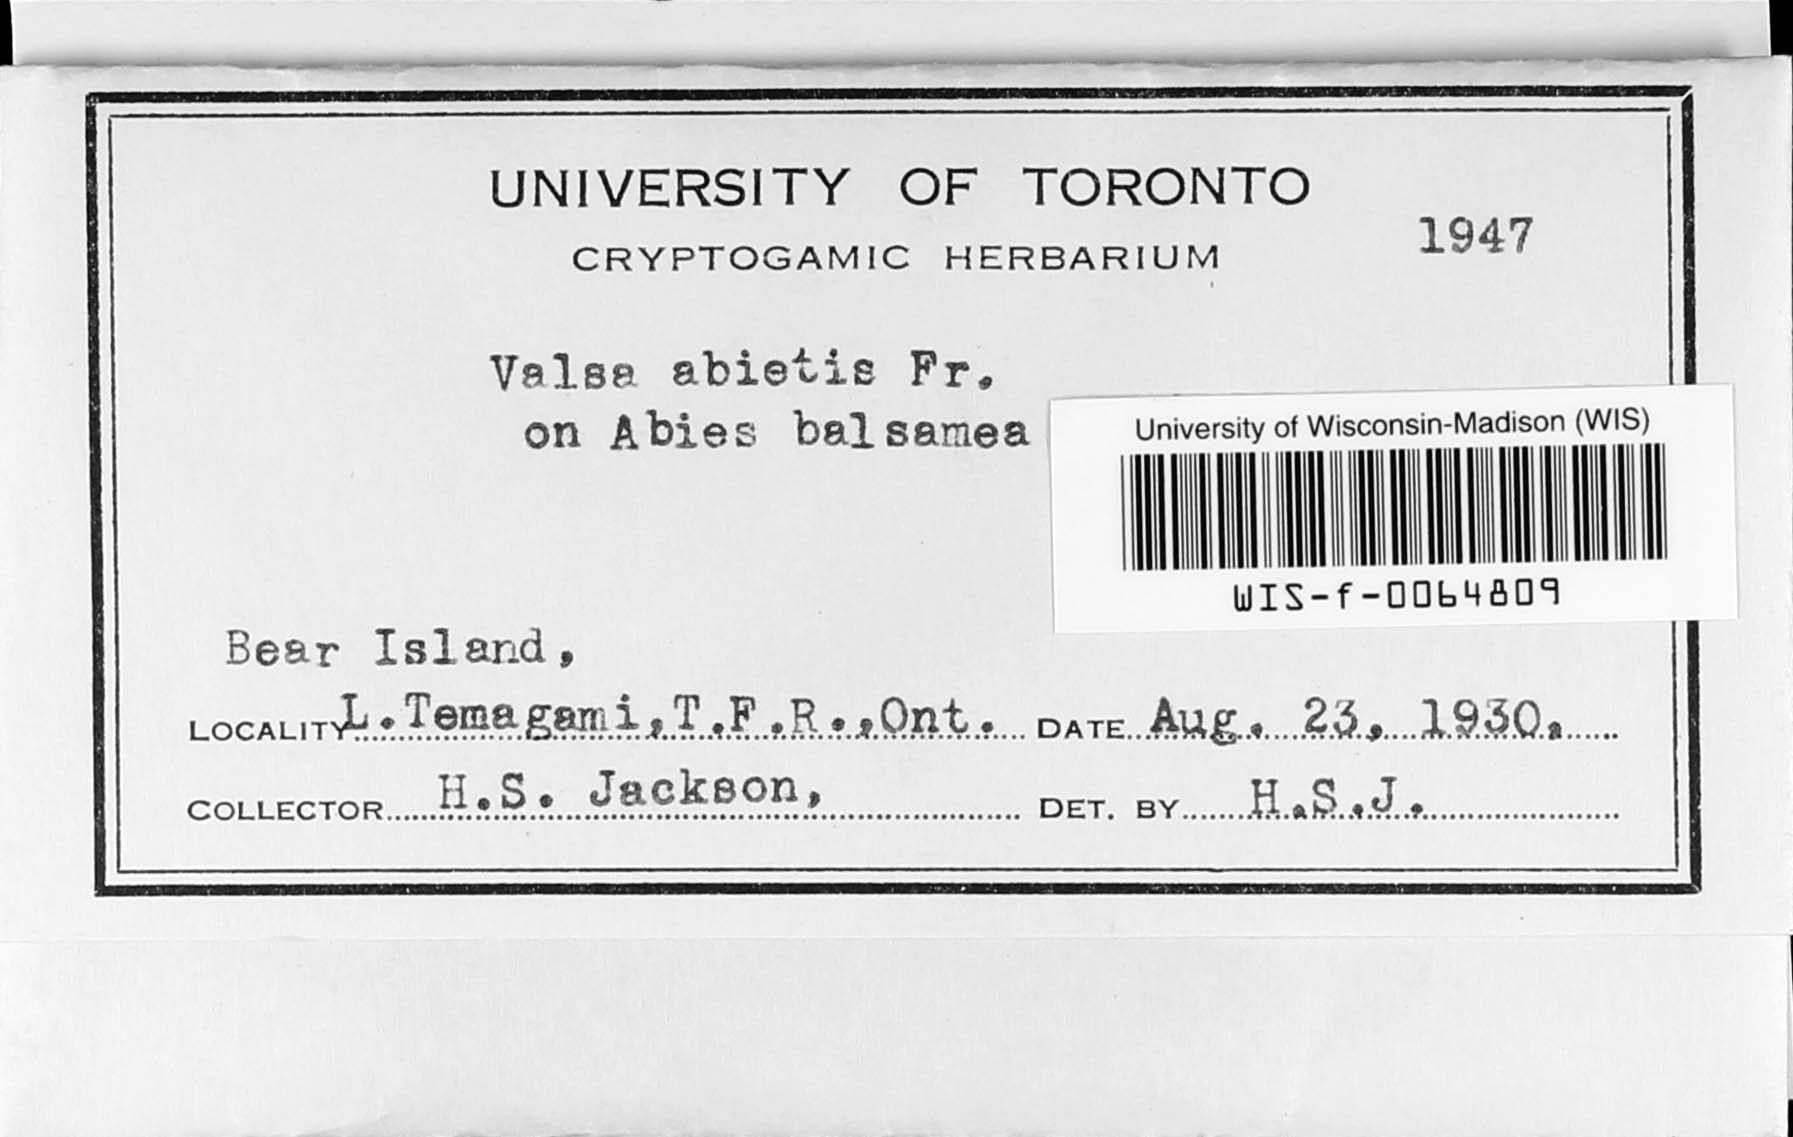 UNIVERSITY OF TORONTO
CRYPTOGAMIC HERBARIUM
1947
Valsa abietis Fr.
on Abies balsamea
University of Wisconsin-Madison (WIS)
WIS-f-0064809
Bear Island,
LOCALITY L.Temagami,T.F.R.,Ont. DATE Aug. 23, 1930.
COLLECTOR H.S. Jackson, DET. BY H.S.J.